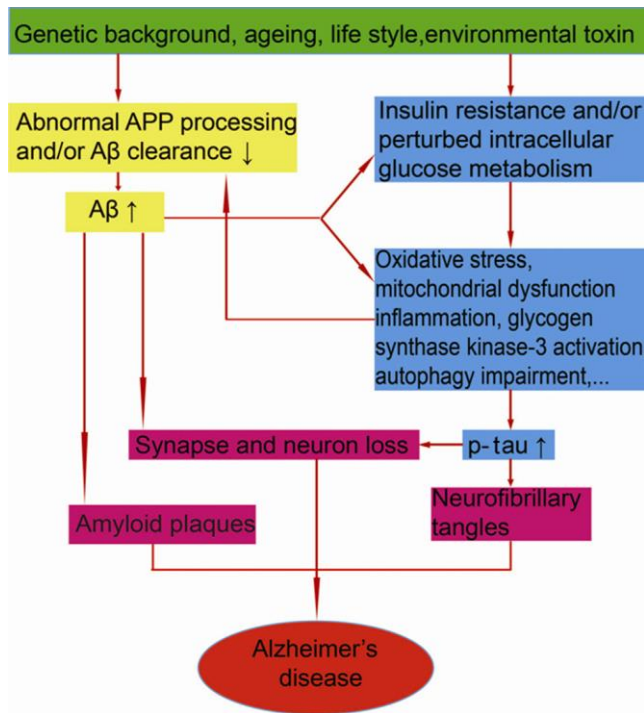 Genetic background, ageing, life style,environmental toxin
Abnormal APP processing
and/or Aβ clearance ↓
Insulin resistance and/or
perturbed intracellular
glucose metabolism
Aβ ↑
Oxidative stress,
mitochondrial dysfunction
inflammation, glycogen
synthase kinase-3 activation
autophagy impairment,...
Synapse and neuron loss
p-tau ↑
Amyloid plaques
Neurofibrillary
tangles
Alzheimer's
disease